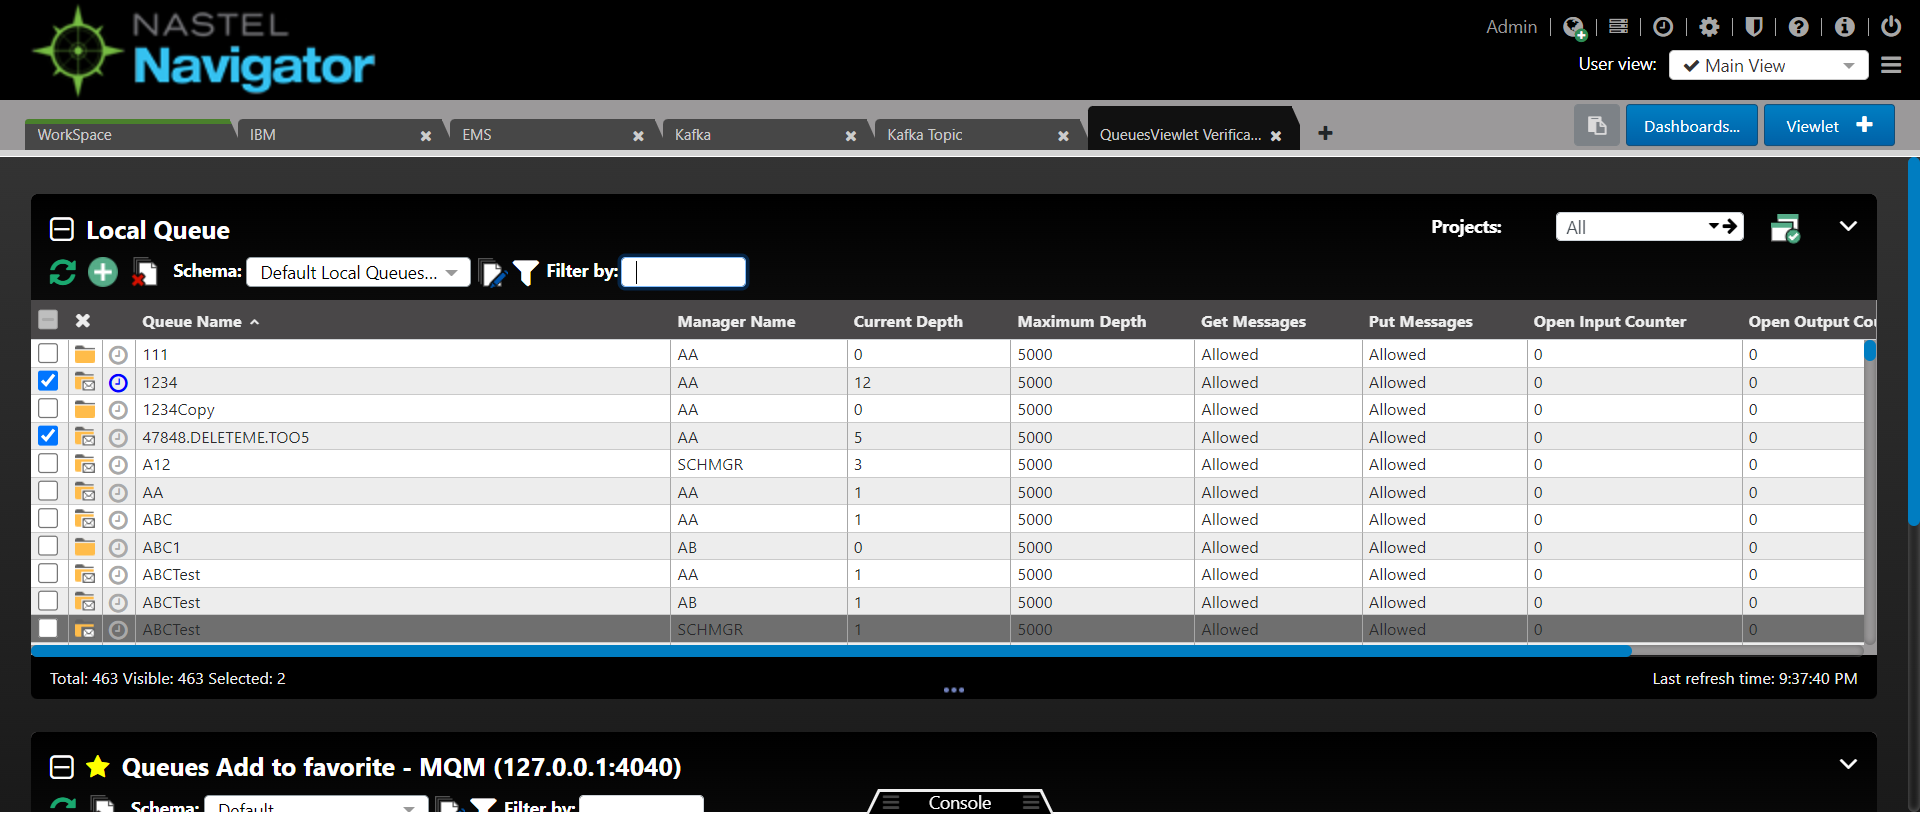 NASTEL
Navigator
Admin
User view: Main View
WorkSpace IBM EMS Kafka Kafka Topic QueuesViewlet Verifica...
Dashboards... Viewlet
Local Queue
Projects: All
Schema: Default Local Queues... Filter by:
Queue Name Manager Name Current Depth Maximum Depth Get Messages Put Messages Open Input Counter Open Output Cou
111 AA 0 5000 Allowed Allowed 0 0
1234 AA 12 5000 Allowed Allowed 0 0
1234Copy AA 0 5000 Allowed Allowed 0 0
47848.DELETEME.TOO5 AA 5 5000 Allowed Allowed 0 0
A12 SCHMGR 3 5000 Allowed Allowed 0 0
AA AA 1 5000 Allowed Allowed 0 0
ABC AA 1 5000 Allowed Allowed 0 0
ABC1 AB 0 5000 Allowed Allowed 0 0
ABCTest AA 1 5000 Allowed Allowed 0 0
ABCTest AB 1 5000 Allowed Allowed 0 0
ABCTest SCHMGR 1 5000 Allowed Allowed 0 0
Total: 463 Visible: 463 Selected: 2
Last refresh time: 9:37:40 PM
Queues Add to favorite - MQM (127.0.0.1:4040)
Schema: Default Filter by:
Console